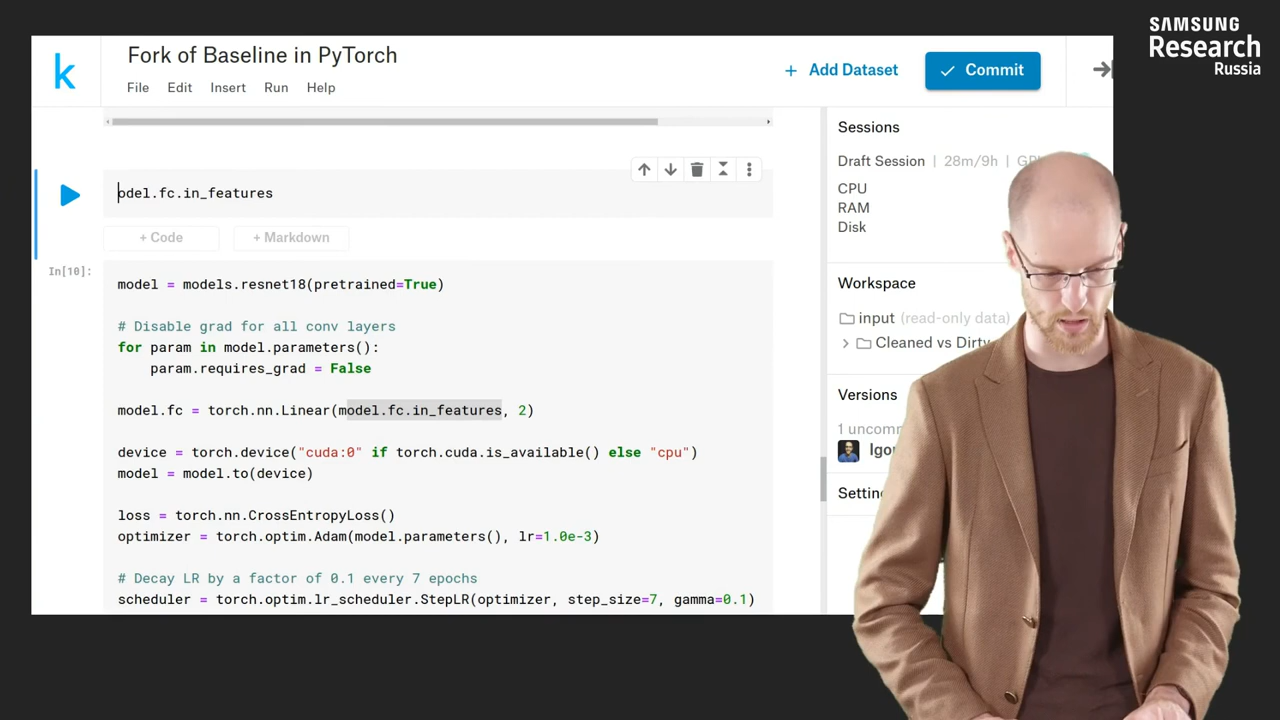 SAMSUNG
Research
Russia
k
Fork of Baseline in PyTorch
File Edit Insert Run Help
+ Add Dataset
Commit
odel.fc.in_features
+ Code + Markdown
In[10]:
model = models.resnet18(pretrained=True)
# Disable grad for all conv layers
for param in model.parameters():
param.requires_grad = False
model.fc = torch.nn.Linear(model.fc.in_features, 2)
device = torch.device("cuda:0" if torch.cuda.is_available() else "cpu")
model = model.to(device)
loss = torch.nn.CrossEntropyLoss()
optimizer = torch.optim.Adam(model.parameters(), lr=1.0e-3)
# Decay LR by a factor of 0.1 every 7 epochs
scheduler = torch.optim.lr_scheduler.StepLR(optimizer, step_size=7, gamma=0.1)
Sessions
Draft Session | 28m/9h |
CPU
RAM
Disk
Workspace
input (read-only data)
Cleaned vs Dirty
Versions
1